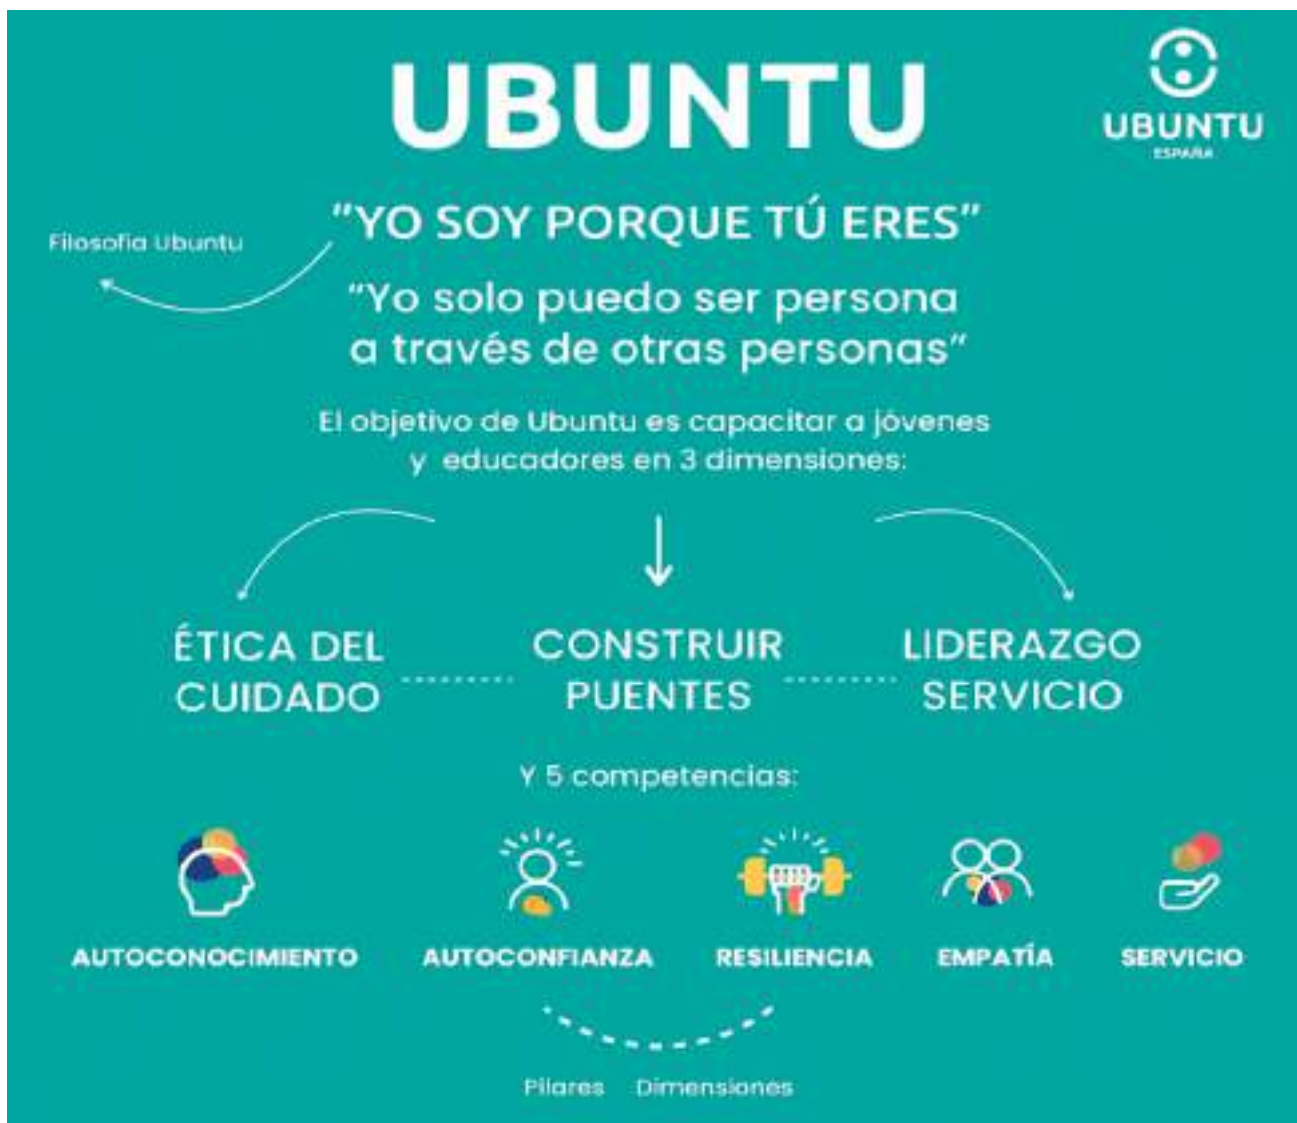 UBUNTU
UBUNTU
ESPAÑA
"YO SOY PORQUE TÚ ERES"
Filosofía Ubuntu
"Yo solo puedo ser persona
a través de otras personas"
El objetivo de Ubuntu es capacitar a jóvenes
y educadores en 3 dimensiones:
ÉTICA DEL
CUIDADO
CONSTRUIR
PUENTES
LIDERAZGO
SERVICIO
Y 5 competencias:
AUTOCONOCIMIENTO
AUTOCONFIANZA
RESILIENCIA
EMPATÍA
SERVICIO
Pilares Dimensiones